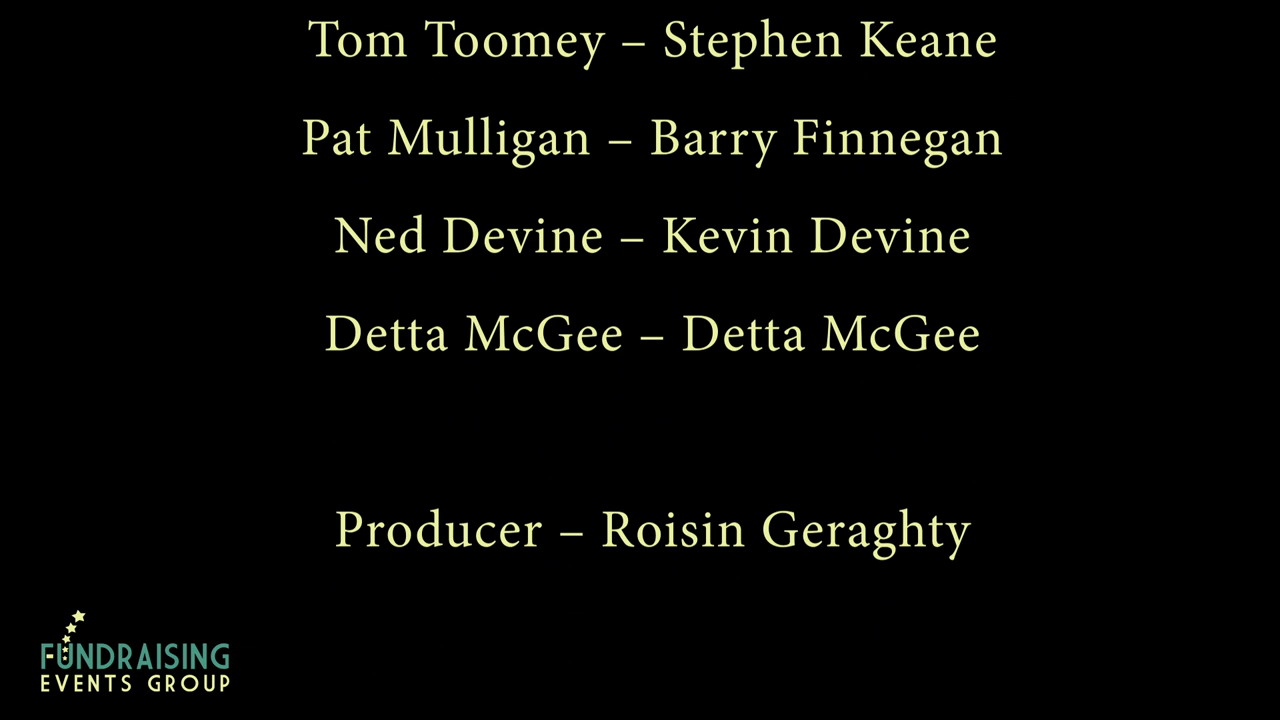 Tom Toomey – Stephen Keane
Pat Mulligan – Barry Finnegan
Ned Devine – Kevin Devine
Detta McGee – Detta McGee
Producer – Roisin Geraghty
FUNDRAISING
EVENTS GROUP